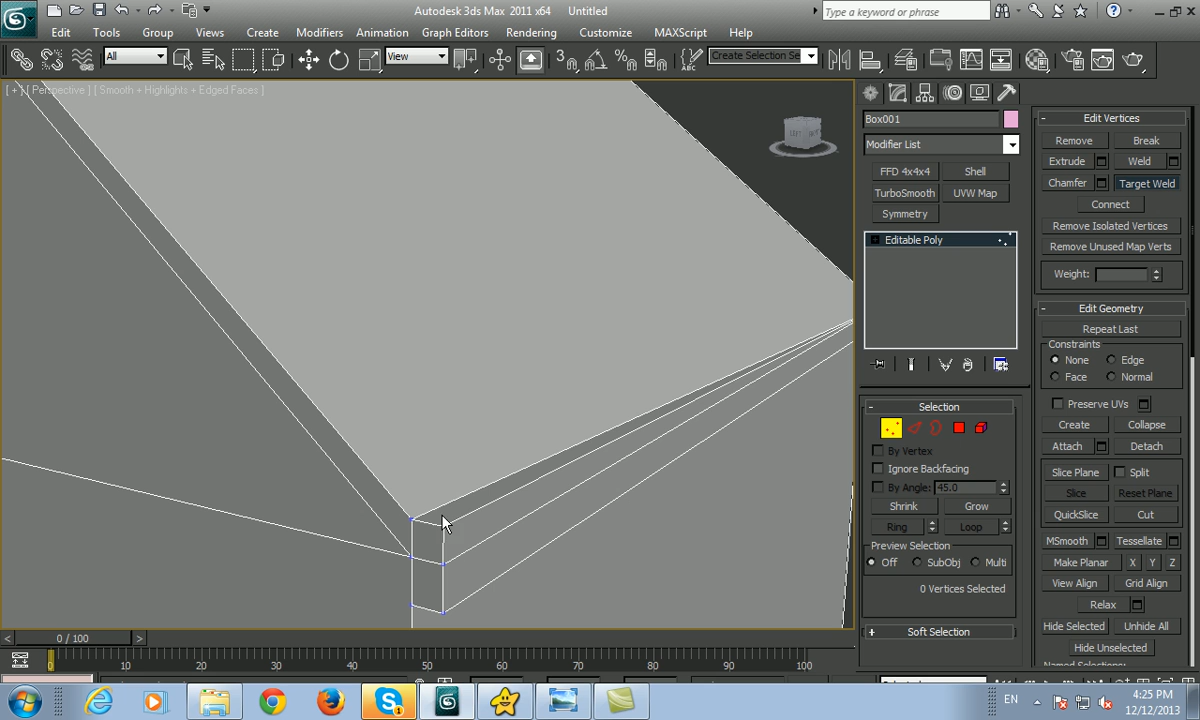 Autodesk 3ds Max 2011 x64 Untitled
Type a keyword or phrase
Edit Tools Group Views Create Modifiers Animation Graph Editors Rendering Customize MAXScript Help
All View 3 Create Selection Se
[ + ] [ Perspective ] [ Smooth + Highlights + Edged Faces ]
LEFT
Box001
Modifier List
FFD 4x4x4 Shell
TurboSmooth UVW Map
Symmetry
Editable Poly
Selection
By Vertex
Ignore Backfacing
By Angle: 45.0
Shrink Grow
Ring Loop
Preview Selection
Off SubObj Multi
0 Vertices Selected
Soft Selection
Edit Vertices
Remove Break
Extrude Weld
Chamfer Target Weld
Connect
Remove Isolated Vertices
Remove Unused Map Verts
Weight:
Edit Geometry
Repeat Last
Constraints
None Edge
Face Normal
Preserve UVs
Create Collapse
Attach Detach
Slice Plane Split
Slice Reset Plane
QuickSlice Cut
MSmooth Tessellate
Make Planar X Y Z
View Align Grid Align
Relax
Hide Selected Unhide All
Hide Unselected
Named Selections:
0 / 100
0 10 20 30 40 50 60 70 80 90 100
EN
4:25 PM
12/12/2013